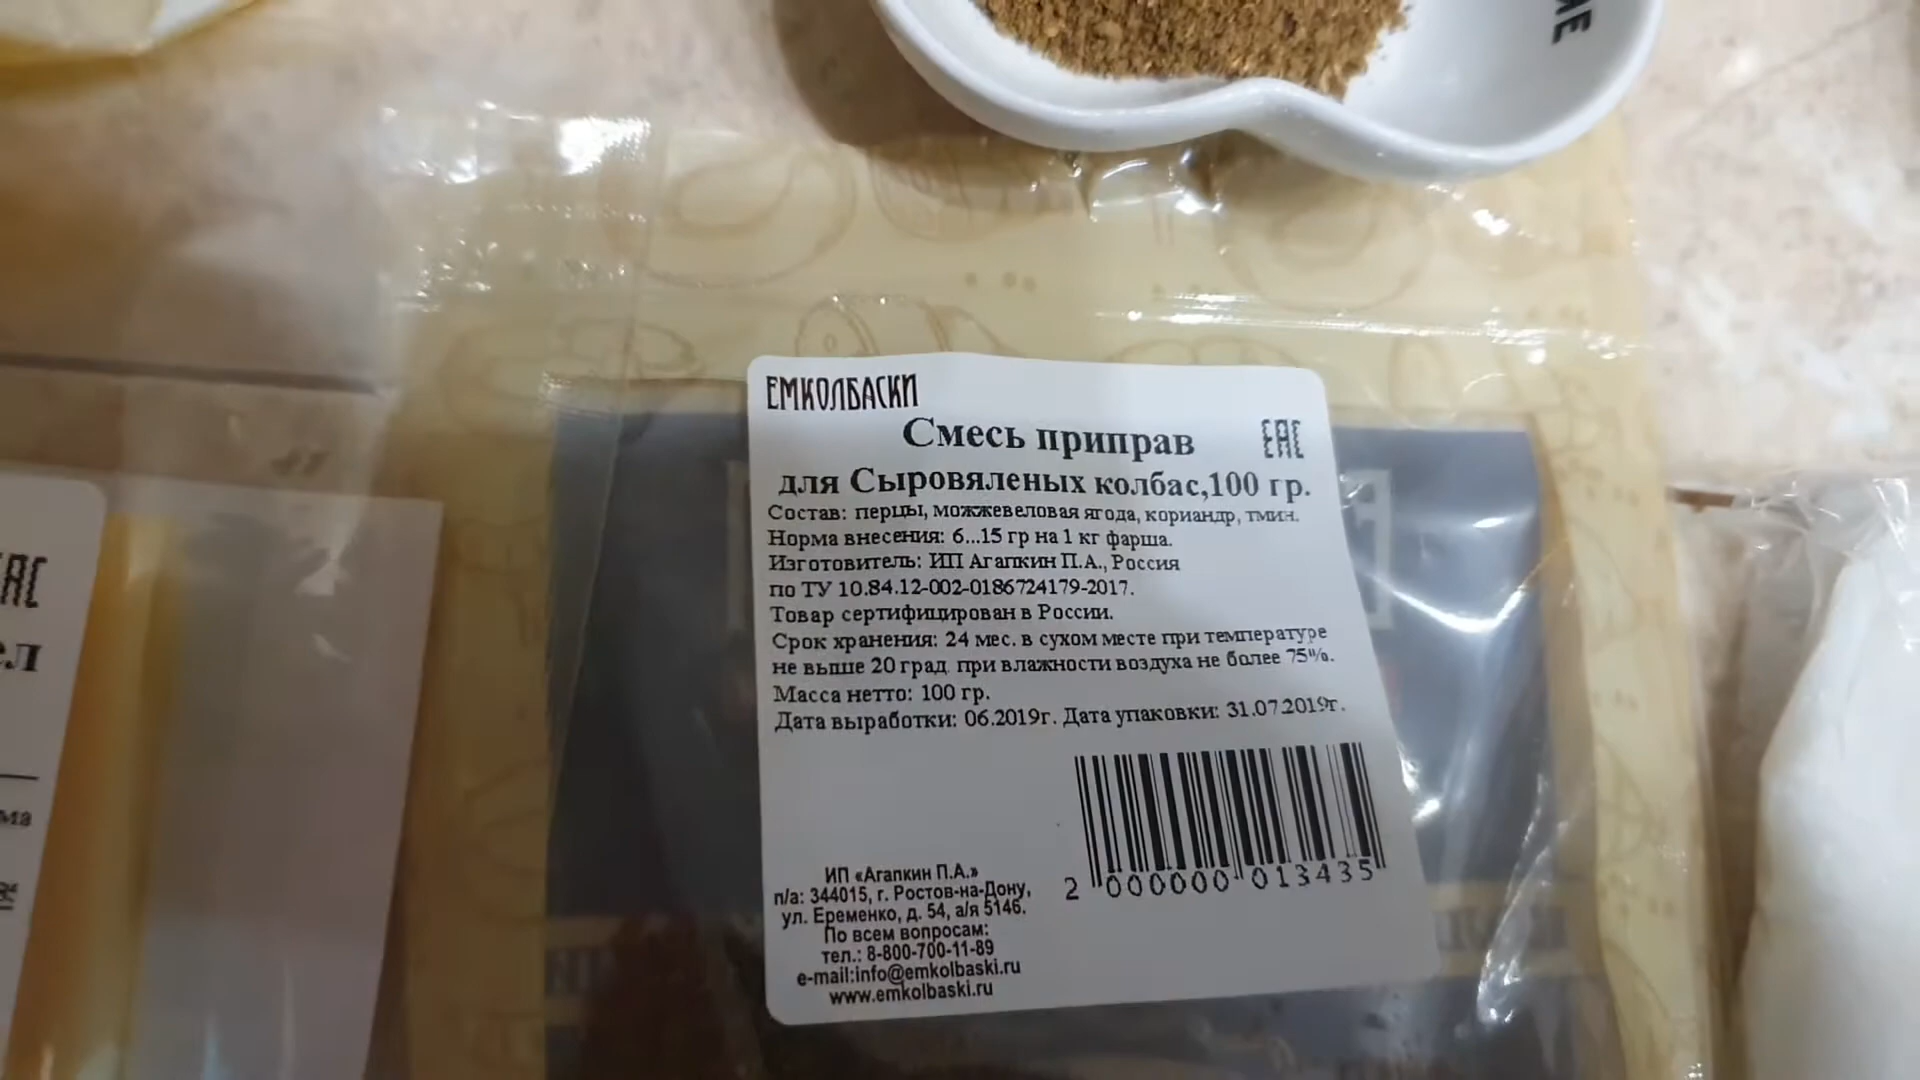 ЕМКОЛБАСКИ
Смесь приправ
ЕАС
для Сыровяленых колбас,100 гр.
Состав: перцы, можжевеловая ягода, кориандр, тмин.
Норма внесения: 6...15 гр на 1 кг фарша.
Изготовитель: ИП Агапкин П.А., Россия
по ТУ 10.84.12-002-0186724179-2017.
Товар сертифицирован в России.
Срок хранения: 24 мес. в сухом месте при температуре
не выше 20 град. при влажности воздуха не более 75%.
Масса нетто: 100 гр.
Дата выработки: 06.2019г. Дата упаковки: 31.07.2019г.
2 000000 013435
ИП «Агапкин П.А.»
п/а: 344015, г. Ростов-на-Дону,
ул. Еременко, д. 54, а/я 5146.
По всем вопросам:
тел.: 8-800-700-11-89
e-mail:info@emkolbaski.ru
www.emkolbaski.ru